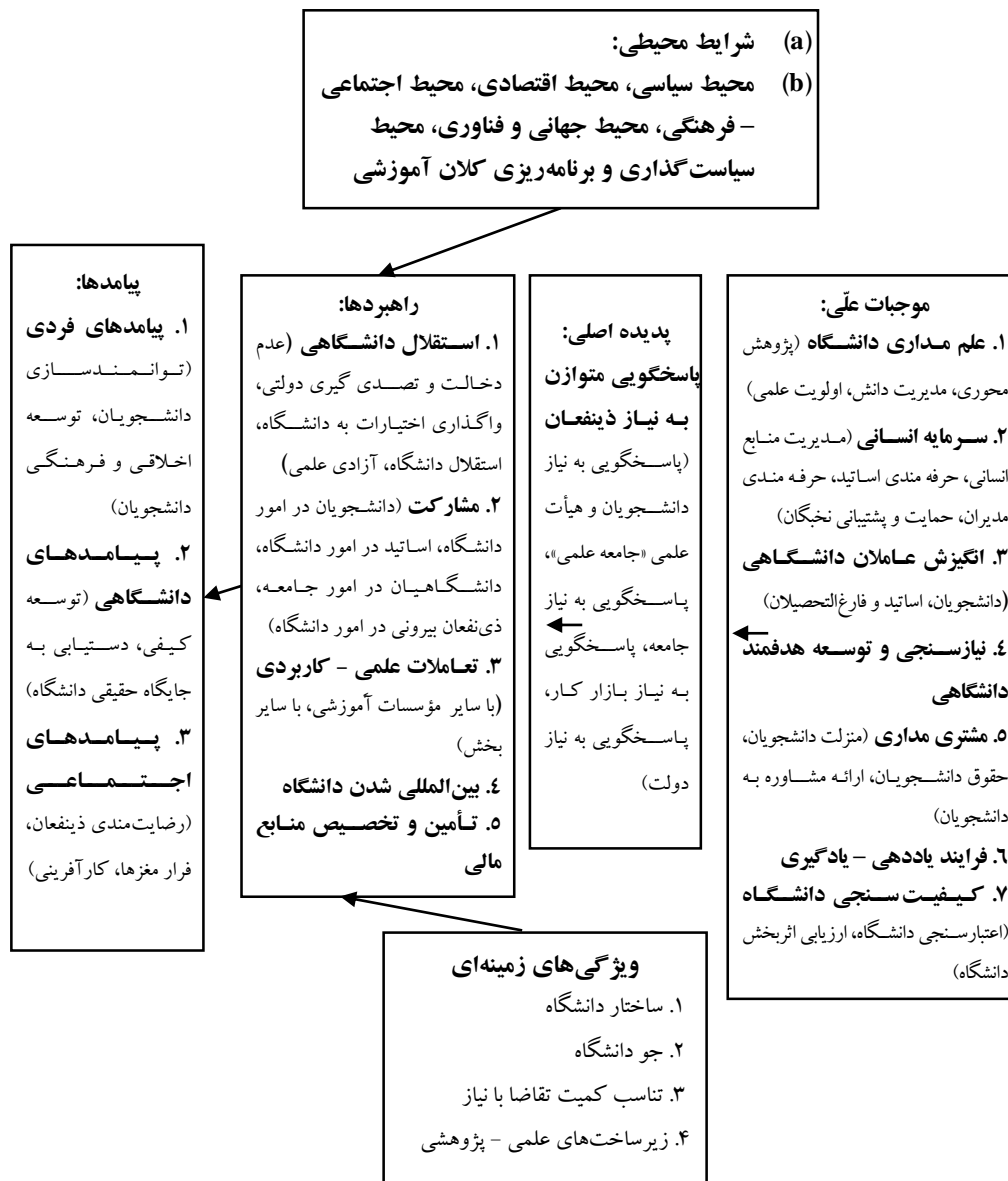 (a) شرایط محیطی:
(b) محیط سیاسی، محیط اقتصادی، محیط اجتماعی
– فرهنگی، محیط جهانی و فناوری، محیط
سیاست‌گذاری و برنامه‌ریزی کلان آموزشی
موجبات علّی:
۱. علم مداری دانشگاه (پژوهش
محوری، مدیریت دانش، اولویت علمی)
۲. سرمایه انسانی (مدیریت منابع
انسانی، حرفه مندی اساتید، حرفه مندی
مدیران، حمایت و پشتیبانی نخبگان)
۳. انگیزش عاملان دانشگاهی
(دانشجویان، اساتید و فارغ‌التحصیلان)
٤. نیازسنجی و توسعه هدفمند
دانشگاهی
٥. مشتری مداری (منزلت دانشجویان،
حقوق دانشجویان، ارائه مشاوره به
دانشجویان)
٦. فرایند یاددهی – یادگیری
۷. کیفیت سنجی دانشگاه
(اعتبارسنجی دانشگاه، ارزیابی اثربخش
دانشگاه)
پدیده اصلی:
پاسخگویی متوازن
به نیاز ذینفعان
(پاسخگویی به نیاز
دانشجویان و هیأت
علمی «جامعه علمی»،
پاسخگویی به نیاز
جامعه، پاسخگویی
به نیاز بازار کار،
پاسخگویی به نیاز
دولت)
راهبردها:
۱. استقلال دانشگاهی (عدم
دخالت و تصدی گیری دولتی،
واگذاری اختیارات به دانشگاه،
استقلال دانشگاه، آزادی علمی)
۲. مشارکت (دانشجویان در امور
دانشگاه، اساتید در امور دانشگاه،
دانشگاهیان در امور جامعه،
ذی‌نفعان بیرونی در امور دانشگاه)
۳. تعاملات علمی - کاربردی
(با سایر مؤسسات آموزشی، با سایر
بخش)
٤. بین‌المللی شدن دانشگاه
٥. تأمین و تخصیص منابع
مالی
پیامدها:
۱. پیامدهای فردی
(توانمندسازی
دانشجویان، توسعه
اخلاقی و فرهنگی
دانشجویان)
۲. پیامدهای
دانشگاهی (توسعه
کیفی، دستیابی به
جایگاه حقیقی دانشگاه)
۳. پیامدهای
اجتماعی
(رضایت‌مندی ذینفعان،
فرار مغزها، کارآفرینی)
ویژگی‌های زمینه‌ای
۱. ساختار دانشگاه
۲. جو دانشگاه
۳. تناسب کمیت تقاضا با نیاز
۴. زیرساخت‌های علمی - پژوهشی